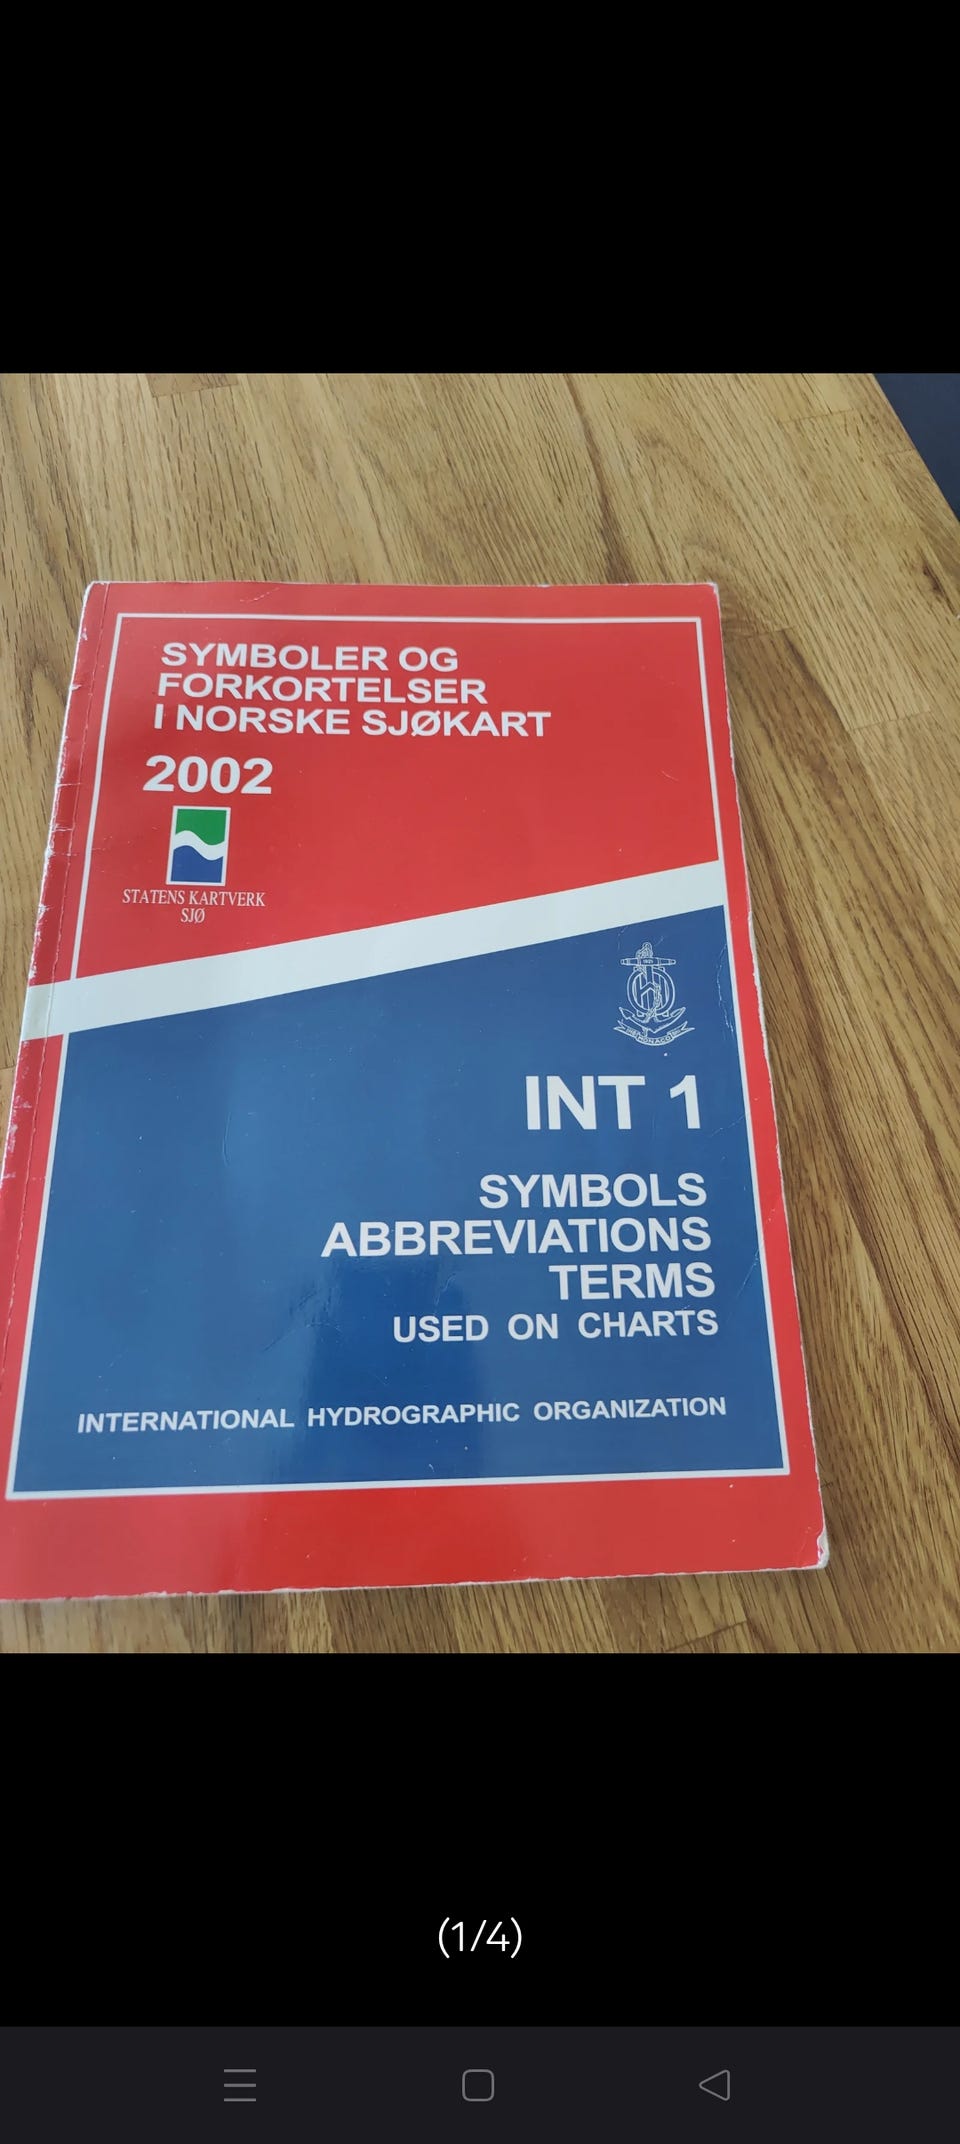 SYMBOLER OG
FORKORTELSER
I NORSKE SJØKART
2002
STATENS KARTVERK
SJØ
1921
INT 1
SYMBOLS
ABBREVIATIONS
TERMS
USED ON CHARTS
INTERNATIONAL HYDROGRAPHIC ORGANIZATION
(1/4)